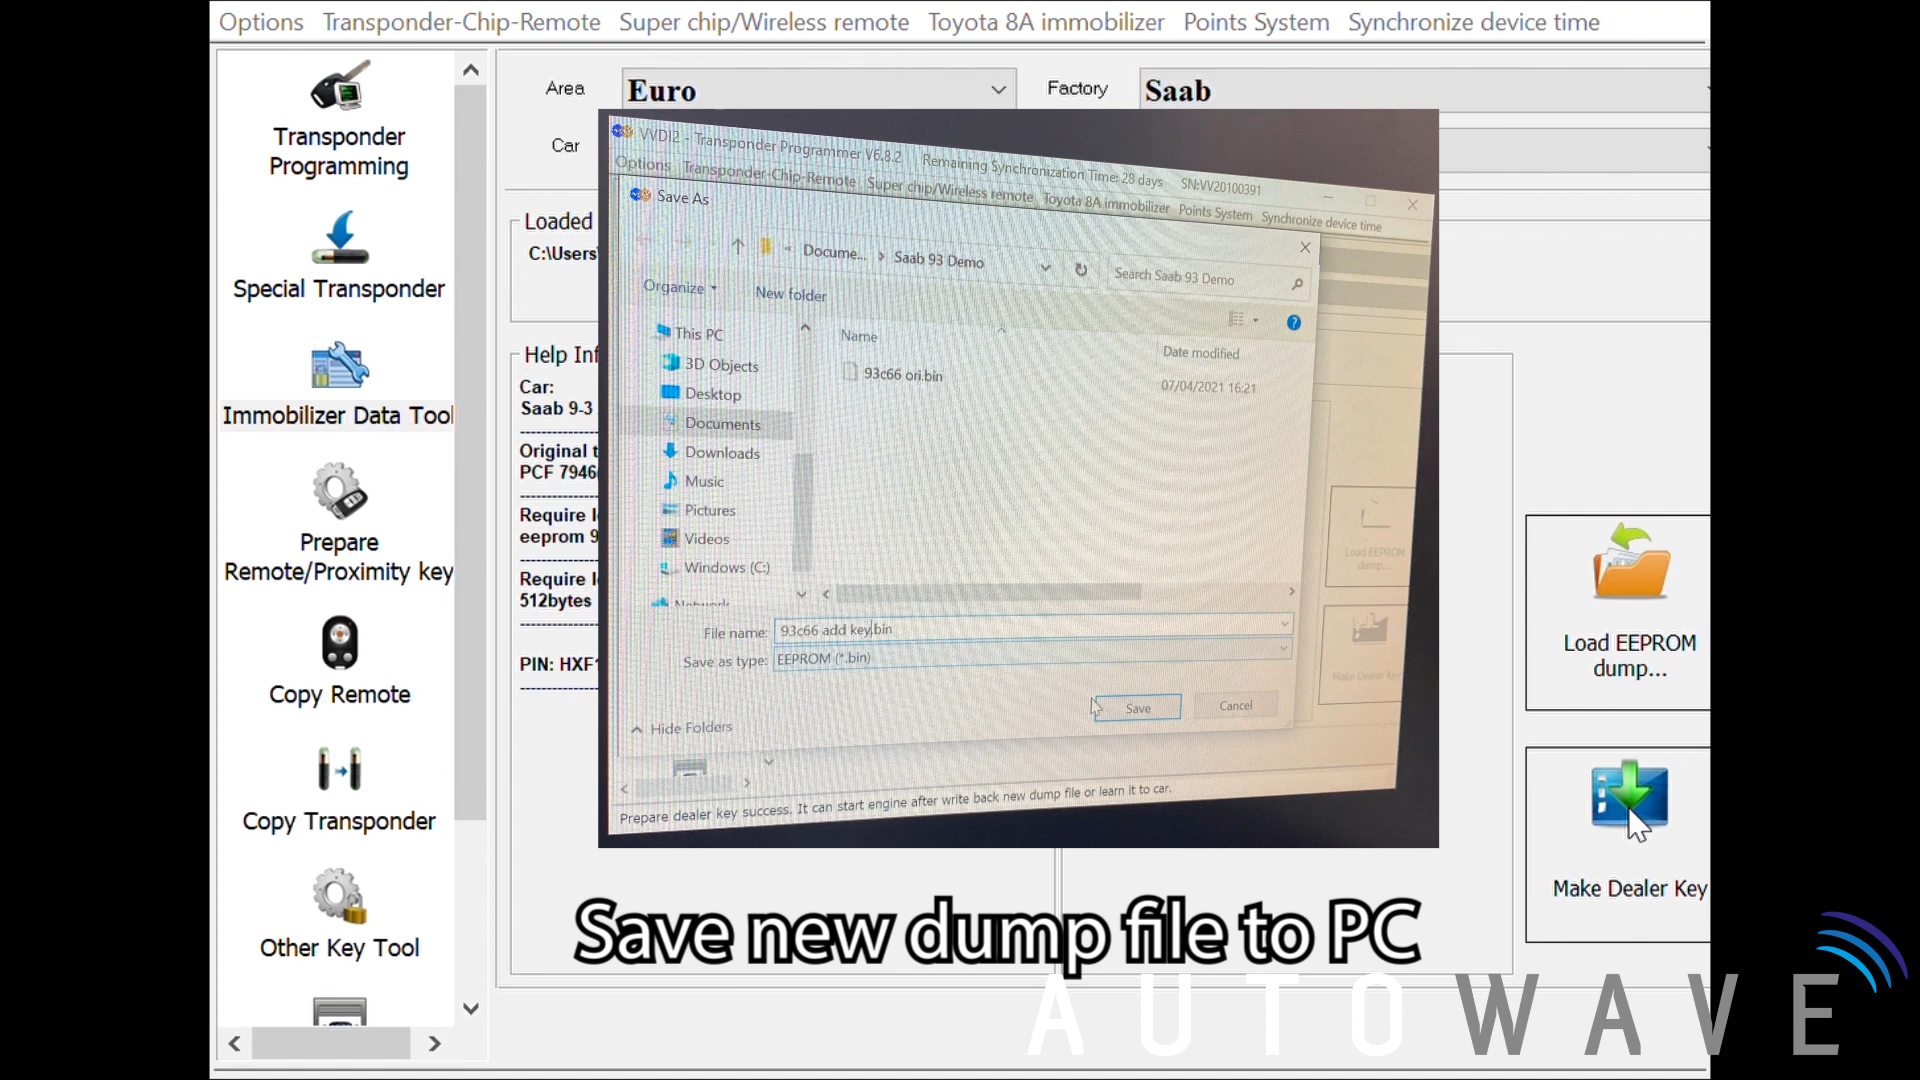 Options Transponder-Chip-Remote Super chip/Wireless remote Toyota 8A immobilizer Points System Synchronize device time
Area Euro Factory Saab
Car
Transponder
Programming
Special Transponder
Immobilizer Data Tool
Prepare
Remote/Proximity key
Copy Remote
Copy Transponder
Other Key Tool
Loaded
C:\Users\
Help Inf
Car:
Saab 9-3
Original t
PCF 7946
Require
eeprom 9
Require
512bytes
PIN: HXF
VVDI2 - Transponder Programmer V6.8.2 Remaining Synchronization Time: 28 days SN:VV20100391
Options Transponder-Chip-Remote Super chip/Wireless remote Toyota 8A immobilizer Points System Synchronize device time
Save As
« Docume... › Saab 93 Demo
Search Saab 93 Demo
Organize New folder
This PC
3D Objects
Desktop
Documents
Downloads
Music
Pictures
Videos
Windows (C:)
Network
Name Date modified
93c66 ori.bin 07/04/2021 16:21
File name: 93c66 add key.bin
Save as type: EEPROM (*.bin)
Save Cancel
Hide Folders
Load EEPROM
dump...
Make Dealer Key
Prepare dealer key success. It can start engine after write back new dump file or learn it to car.
Load EEPROM
dump...
Make Dealer Key
Save new dump file to PC
AUTOWAVE